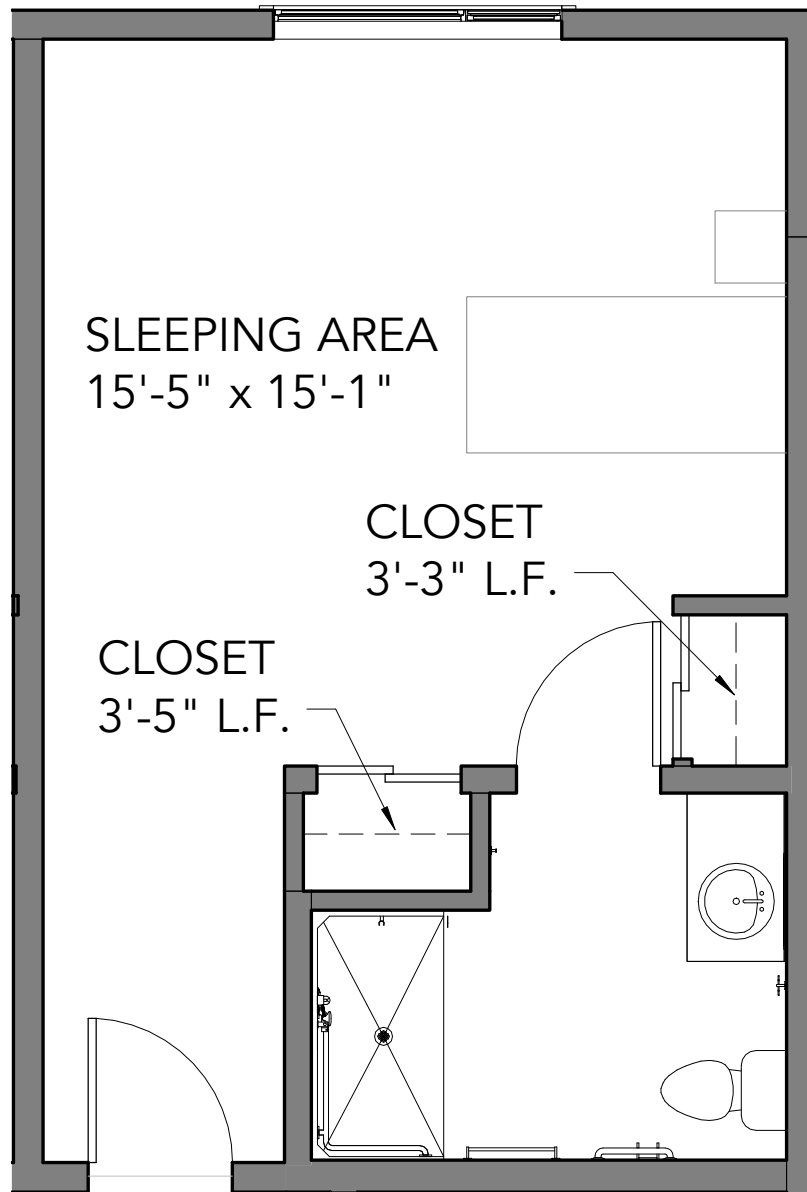 SLEEPING AREA
15'-5" x 15'-1"
CLOSET
3'-3" L.F.
CLOSET
3'-5" L.F.